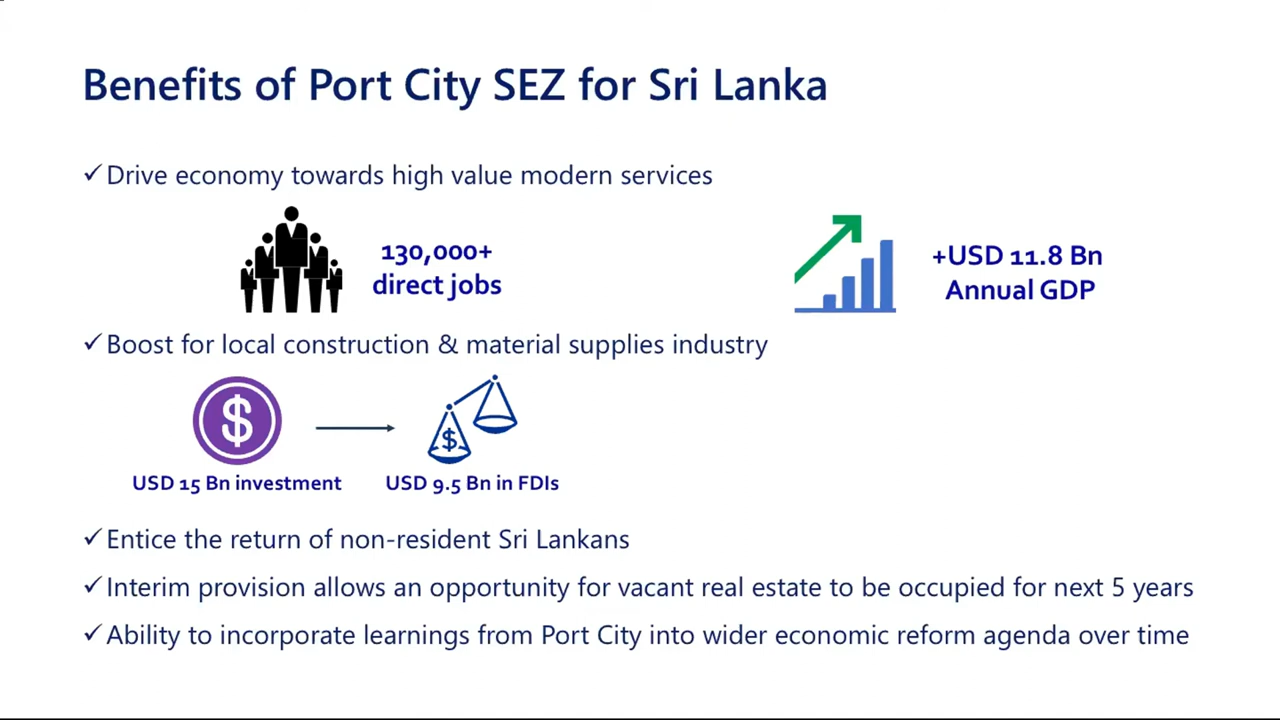 Benefits of Port City SEZ for Sri Lanka
✓Drive economy towards high value modern services
130,000+
direct jobs
+USD 11.8 Bn
Annual GDP
✓Boost for local construction & material supplies industry
$
$
USD 15 Bn investment
USD 9.5 Bn in FDIs
✓Entice the return of non-resident Sri Lankans
✓Interim provision allows an opportunity for vacant real estate to be occupied for next 5 years
✓Ability to incorporate learnings from Port City into wider economic reform agenda over time